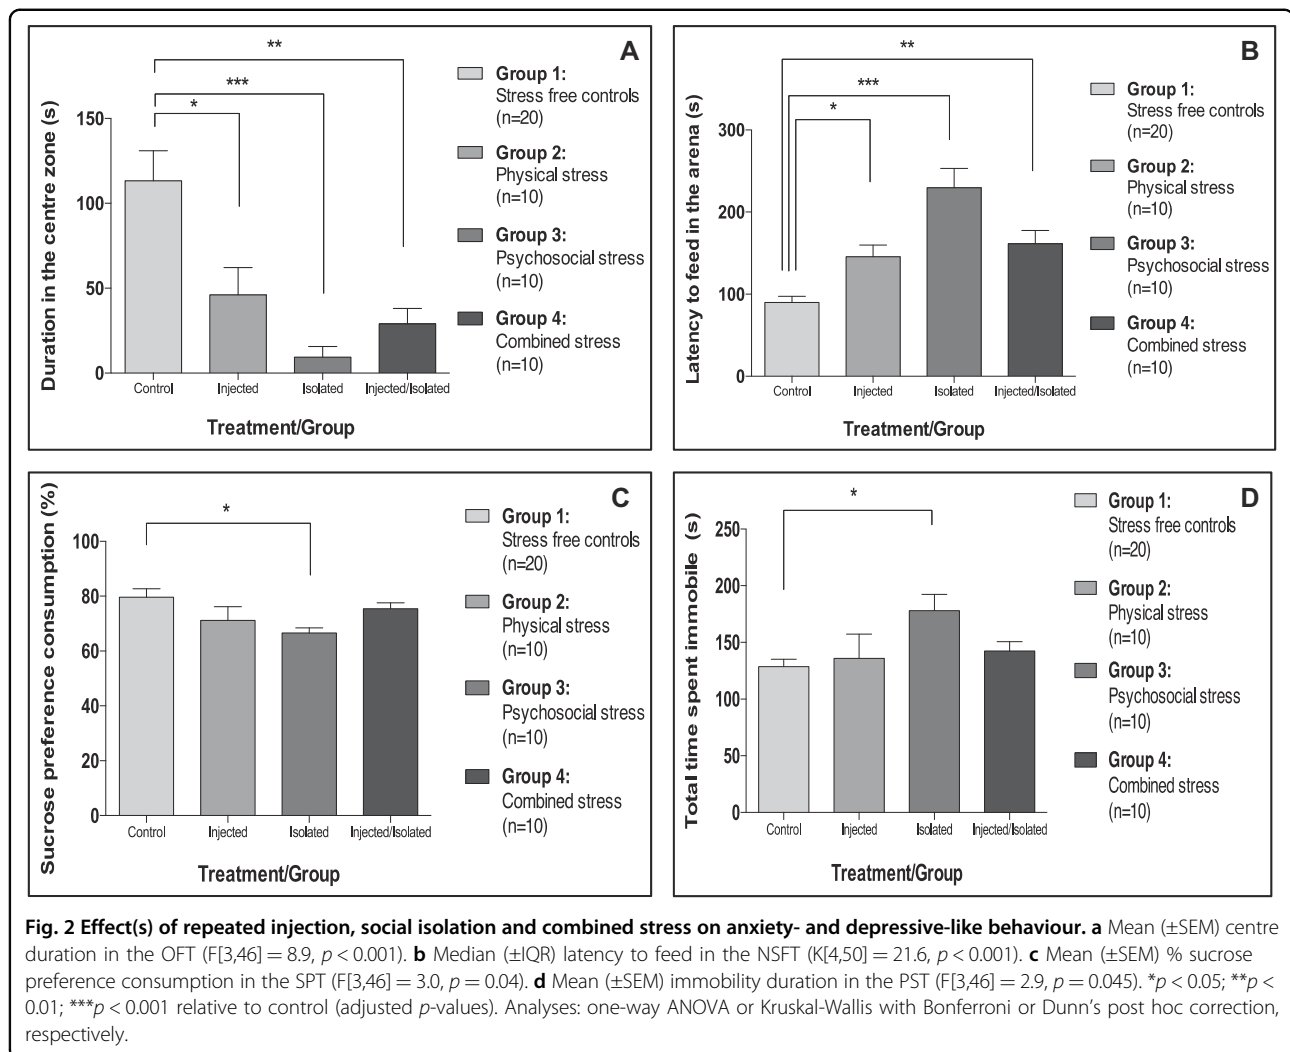 A
**
***
*
Duration in the centre zone (s)
150
100
50
0
Control
Injected
Isolated
Injected/Isolated
Treatment/Group
Group 1:
Stress free controls
(n=20)
Group 2:
Physical stress
(n=10)
Group 3:
Psychosocial stress
(n=10)
Group 4:
Combined stress
(n=10)
B
**
***
*
Latency to feed in the arena (s)
300
200
100
0
Control
Injected
Isolated
Injected/Isolated
Treatment/Group
Group 1:
Stress free controls
(n=20)
Group 2:
Physical stress
(n=10)
Group 3:
Psychosocial stress
(n=10)
Group 4:
Combined stress
(n=10)
C
*
Sucrose preference consumption (%)
100
80
60
40
20
0
Control
Injected
Isolated
Injected/Isolated
Treatment/Group
Group 1:
Stress free controls
(n=20)
Group 2:
Physical stress
(n=10)
Group 3:
Psychosocial stress
(n=10)
Group 4:
Combined stress
(n=10)
D
*
Total time spent immobile (s)
250
200
150
100
50
0
Control
Injected
Isolated
Injected/Isolated
Treatment/Group
Group 1:
Stress free controls
(n=20)
Group 2:
Physical stress
(n=10)
Group 3:
Psychosocial stress
(n=10)
Group 4:
Combined stress
(n=10)
Fig. 2 Effect(s) of repeated injection, social isolation and combined stress on anxiety- and depressive-like behaviour. a Mean (±SEM) centre
duration in the OFT (F[3,46] = 8.9, p < 0.001). b Median (±IQR) latency to feed in the NSFT (K[4,50] = 21.6, p < 0.001). c Mean (±SEM) % sucrose
preference consumption in the SPT (F[3,46] = 3.0, p = 0.04). d Mean (±SEM) immobility duration in the PST (F[3,46] = 2.9, p = 0.045). *p < 0.05; **p <
0.01; ***p < 0.001 relative to control (adjusted p-values). Analyses: one-way ANOVA or Kruskal-Wallis with Bonferroni or Dunn's post hoc correction,
respectively.